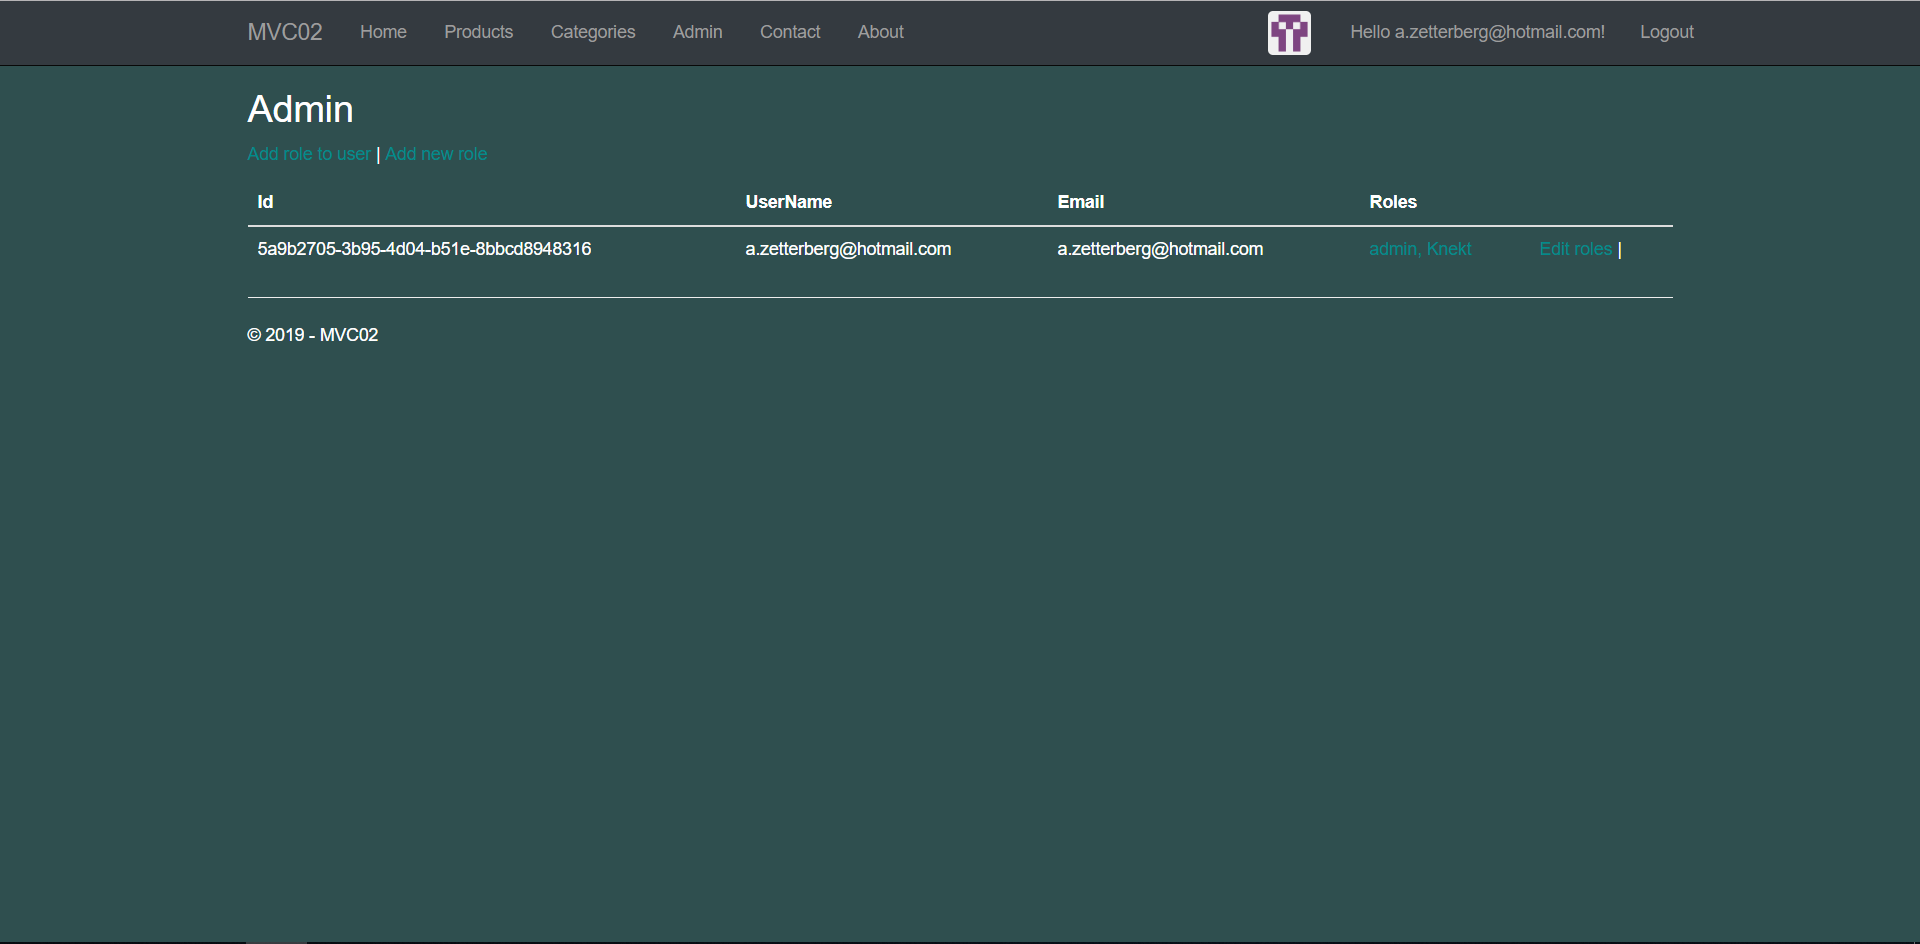 MVC02 Home Products Categories Admin Contact About Hello a.zetterberg@hotmail.com! Logout
Admin
Add role to user | Add new role
Id UserName Email Roles
5a9b2705-3b95-4d04-b51e-8bbcd8948316 a.zetterberg@hotmail.com a.zetterberg@hotmail.com admin, Knekt Edit roles |
© 2019 - MVC02